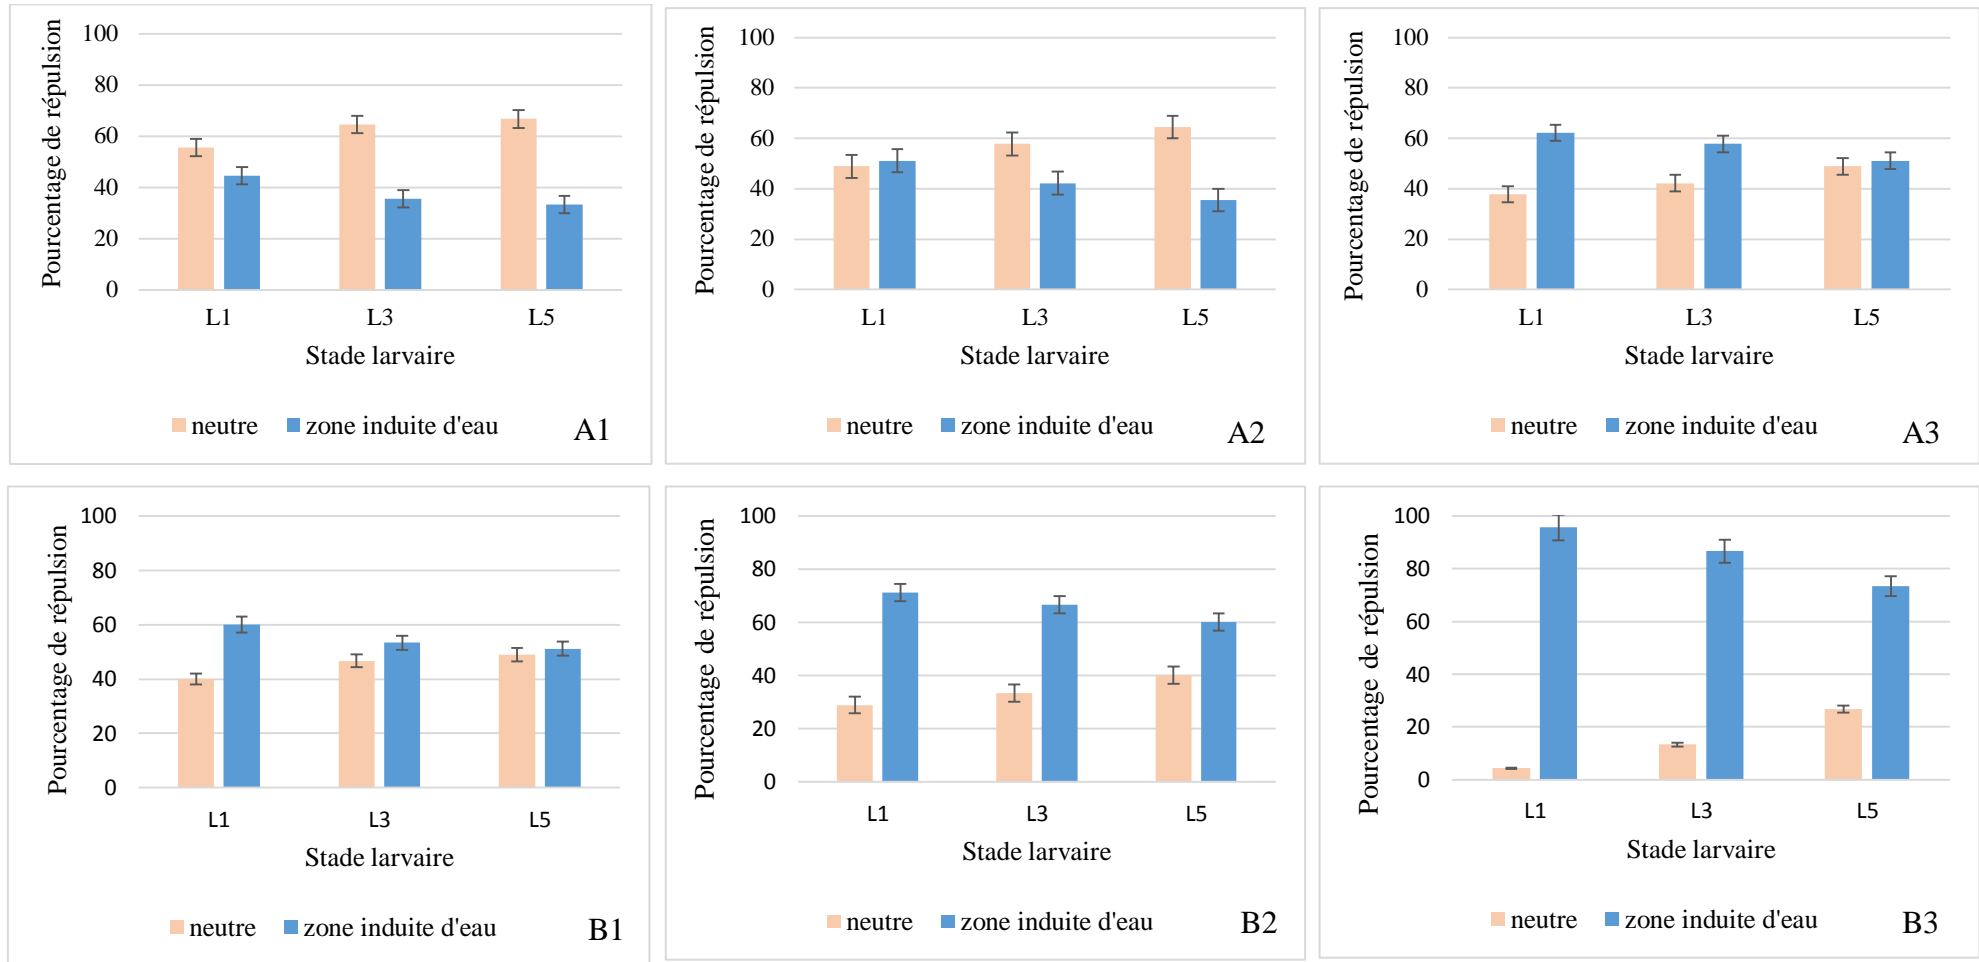 Pourcentage de répulsion
100
80
60
40
20
0
L1 L3 L5
Stade larvaire
neutre zone induite d'eau
A1
Pourcentage de répulsion
100
80
60
40
20
0
L1 L3 L5
Stade larvaire
neutre zone induite d'eau
A2
Pourcentage de répulsion
100
80
60
40
20
0
L1 L3 L5
Stade larvaire
neutre zone induite d'eau
A3
Pourcentage de répulsion
100
80
60
40
20
0
L1 L3 L5
Stade larvaire
neutre zone induite d'eau
B1
Pourcentage de répulsion
100
80
60
40
20
0
L1 L3 L5
Stade larvaire
neutre zone induite d'eau
B2
Pourcentage de répulsion
100
80
60
40
20
0
L1 L3 L5
Stade larvaire
neutre zone induite d'eau
B3